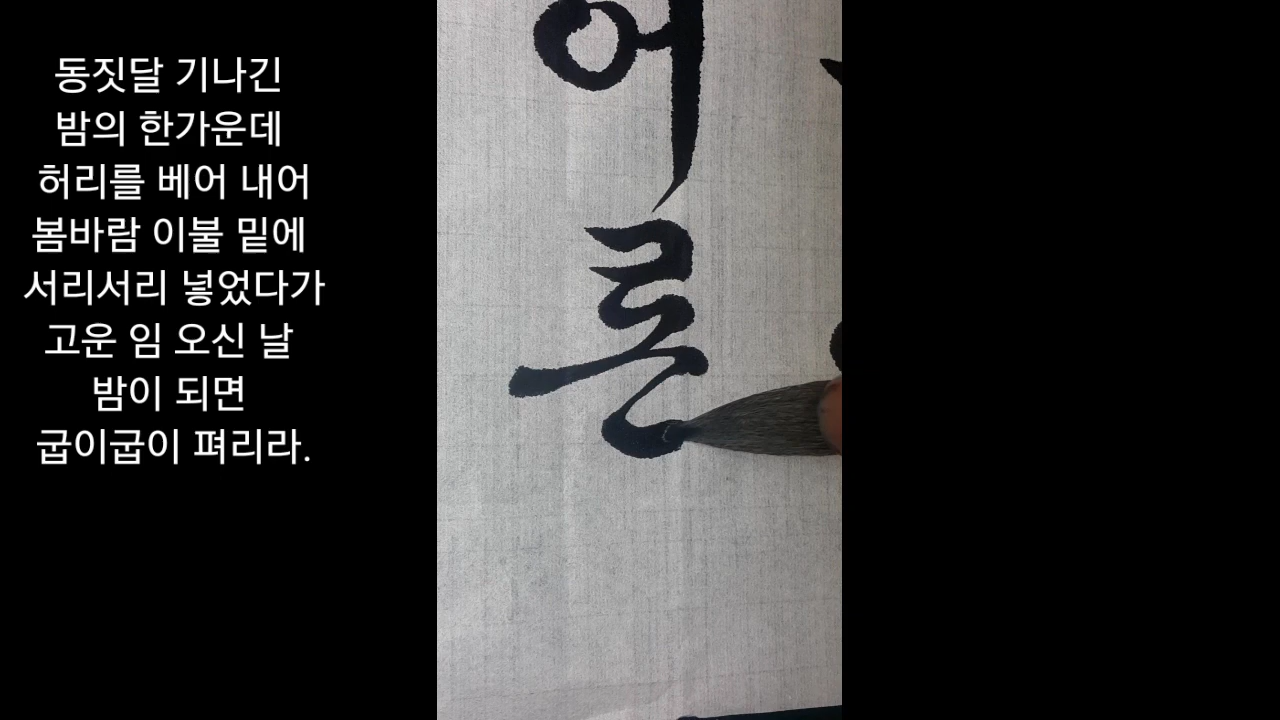 동짓달 기나긴
밤의 한가운데
허리를 베어 내어
봄바람 이불 밑에
서리서리 넣었다가
고운 임 오신 날
밤이 되면
굽이굽이 펴리라.
어
론